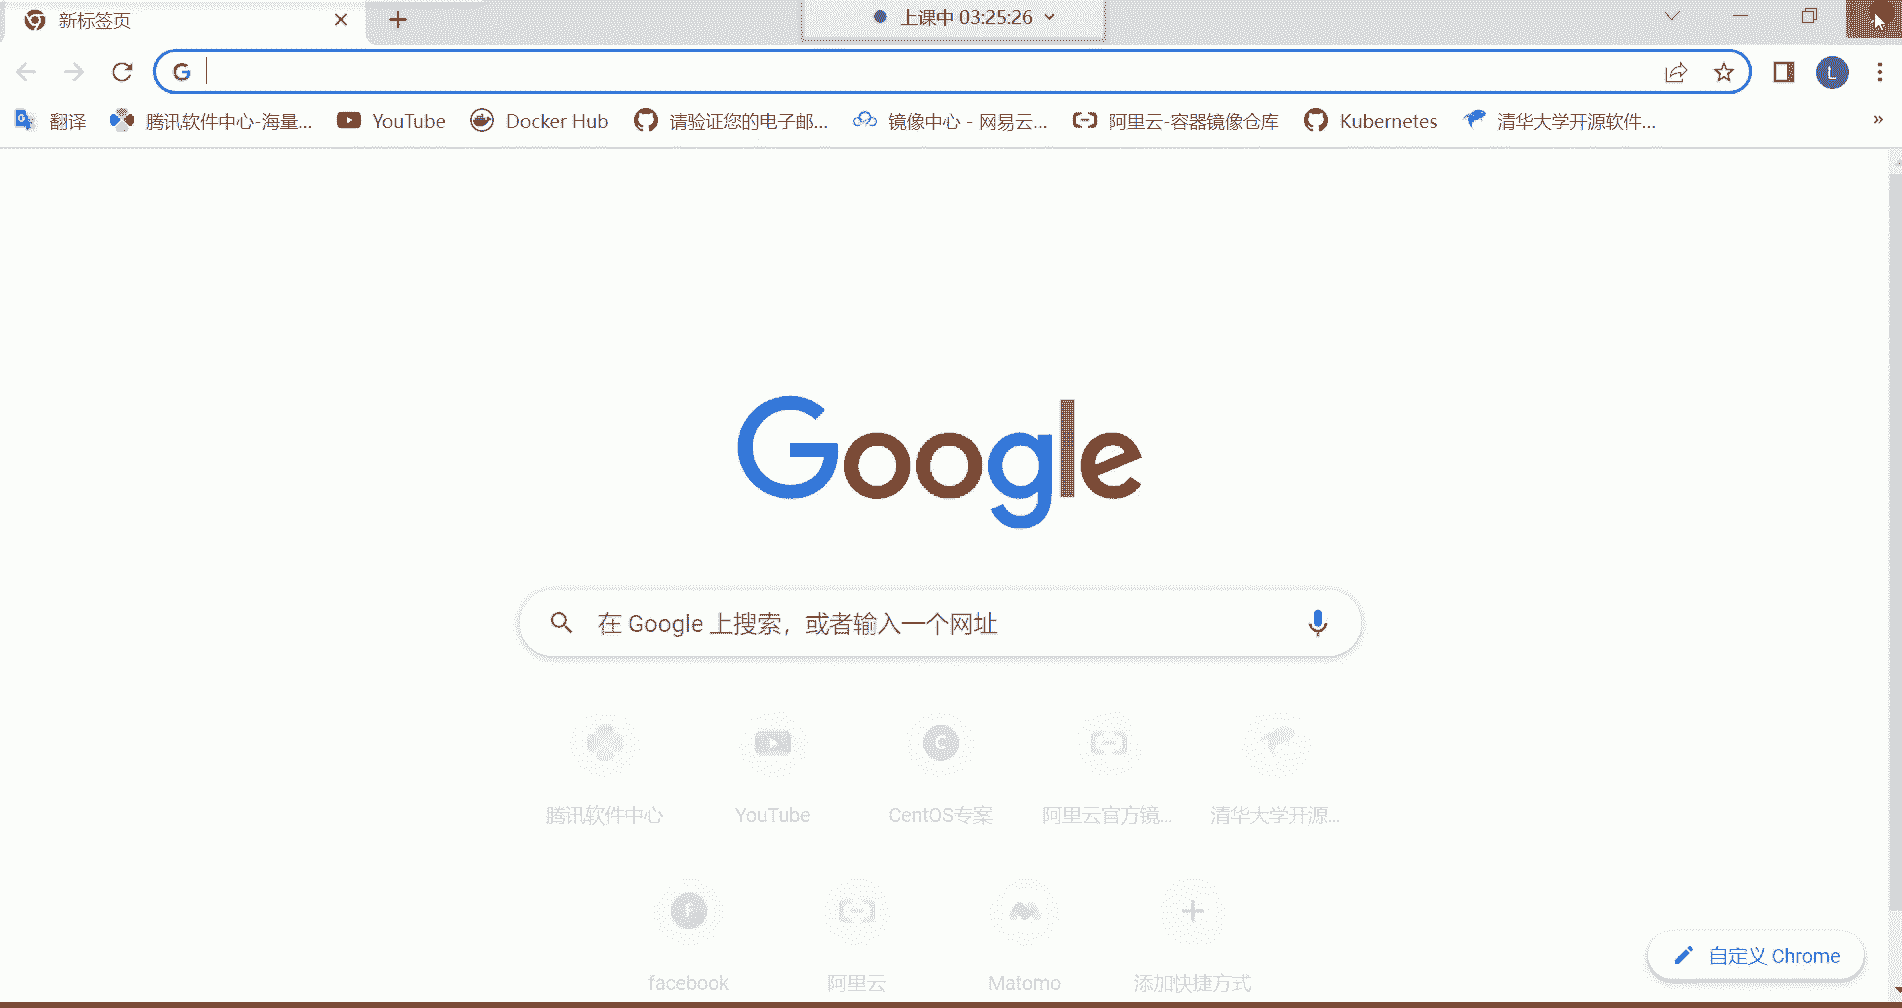 新标签页
上课中 03:25:26
G
L
翻译
腾讯软件中心-海量...
YouTube
Docker Hub
请验证您的电子邮...
镜像中心 - 网易云...
阿里云-容器镜像仓库
Kubernetes
清华大学开源软件...
»
Google
在 Google 上搜索，或者输入一个网址
C
腾讯软件中心
YouTube
CentOS专案
阿里云官方镜...
清华大学开源...
F
facebook
阿里云
Matomo
添加快捷方式
自定义 Chrome